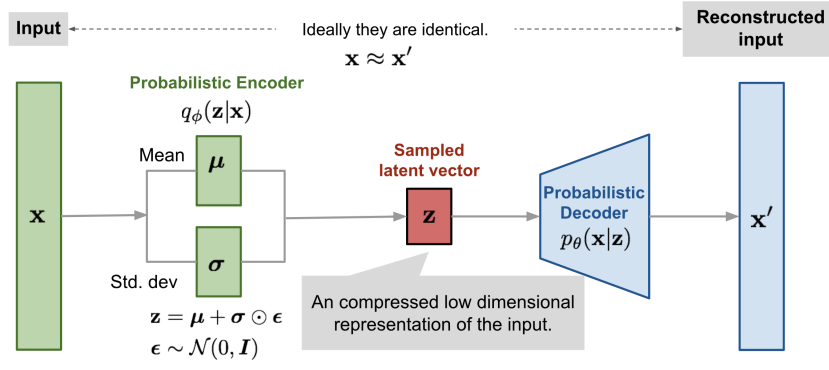 Input
Ideally they are identical.
x ≈ x′
Reconstructed
input
Probabilistic Encoder
qϕ(z|x)
Mean
μ
x
Std. dev
σ
z = μ + σ ⊙ ϵ
ϵ ∼ 𝒩(0, I)
Sampled
latent vector
z
An compressed low dimensional
representation of the input.
Probabilistic
Decoder
pθ(x|z)
x′